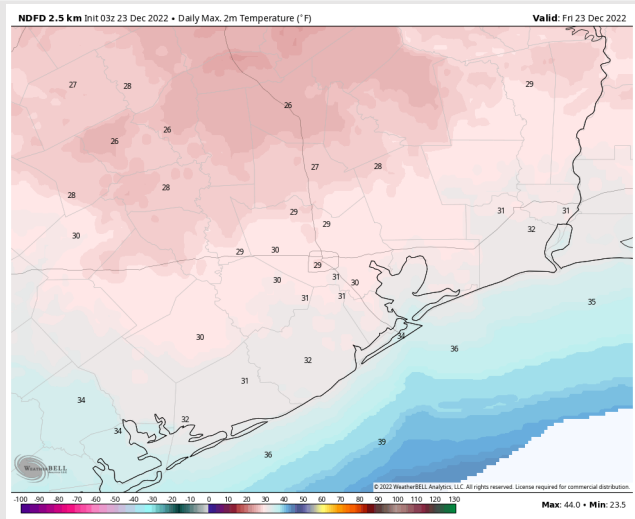 NDFD 2.5 km Init 03z 23 Dec 2022 • Daily Max. 2m Temperature (°F) Valid: Fri 23 Dec 2022
27 28 29
26
26
26
27 28
28 28
29 31 31
30 29 32
29 30
29
30 31 30
31 31 35
34
30 32 36
31
34 32
34
39
36
WeatherBELL
© 2022 WeatherBELL Analytics, LLC. All rights reserved. License required for commercial distribution.
-100 -90 -80 -70 -60 -50 -40 -30 -20 -10 0 10 20 30 40 50 60 70 80 90 100 110 120 130
Max: 44.0 • Min: 23.5